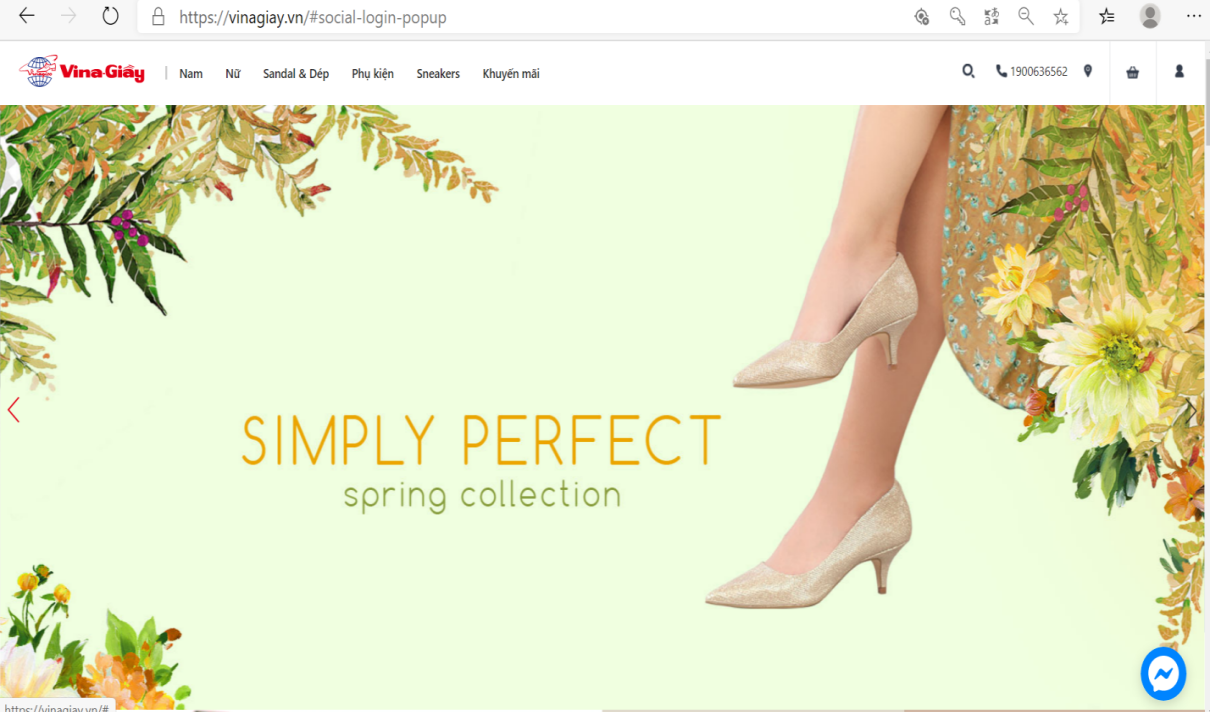 https://vinagiay.vn/#social-login-popup
Vina-Giầy
Nam Nữ Sandal & Dép Phụ kiện Sneakers Khuyến mãi
1900636562
SIMPLY PERFECT
spring collection
https://vinagiay.vn/#